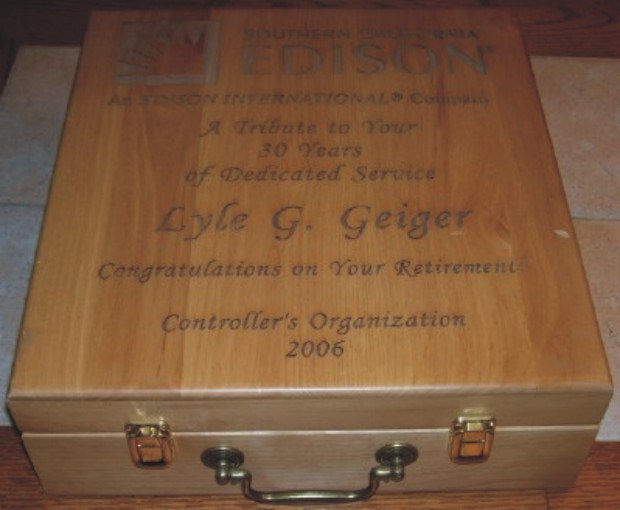 SOUTHERN CALIFORNIA
EDISON®
An EDISON INTERNATIONAL® Company
A Tribute to Your
30 Years
of Dedicated Service
Lyle G. Geiger
Congratulations on Your Retirement!
Controller's Organization
2006